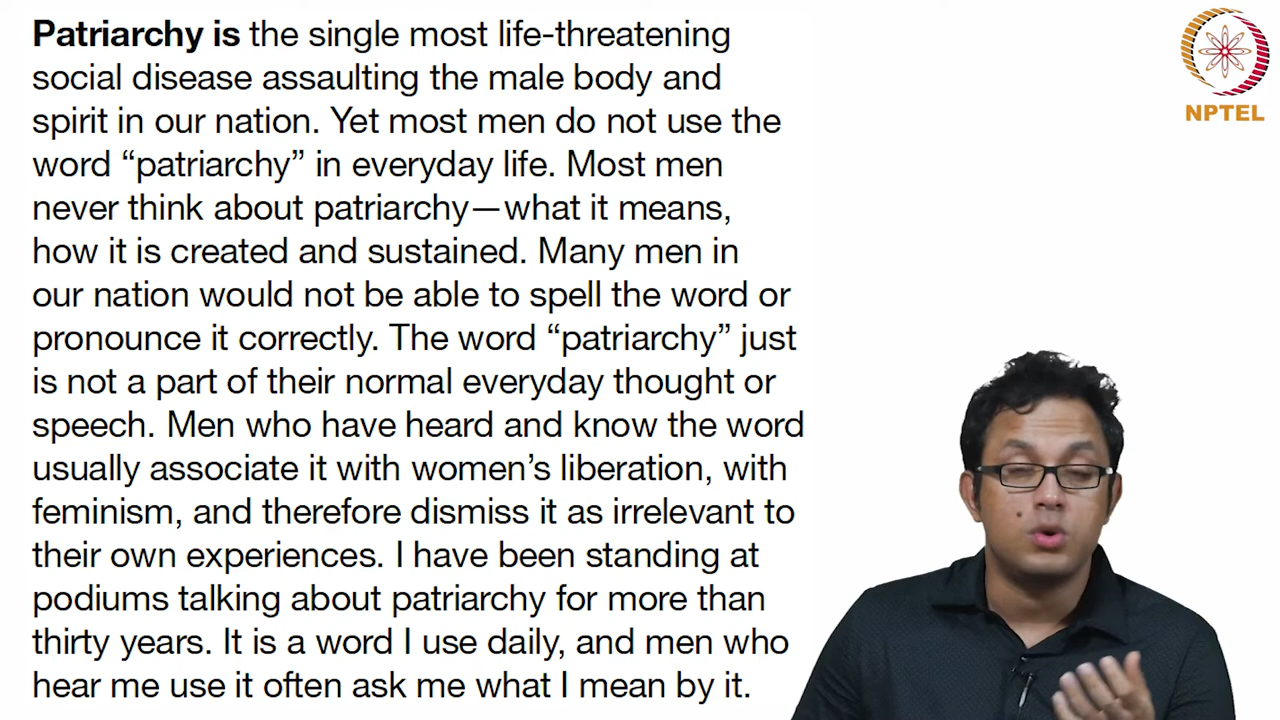 Patriarchy is the single most life-threatening
social disease assaulting the male body and
spirit in our nation. Yet most men do not use the
word “patriarchy” in everyday life. Most men
never think about patriarchy—what it means,
how it is created and sustained. Many men in
our nation would not be able to spell the word or
pronounce it correctly. The word “patriarchy” just
is not a part of their normal everyday thought or
speech. Men who have heard and know the word
usually associate it with women’s liberation, with
feminism, and therefore dismiss it as irrelevant to
their own experiences. I have been standing at
podiums talking about patriarchy for more than
thirty years. It is a word I use daily, and men who
hear me use it often ask me what I mean by it.
NPTEL